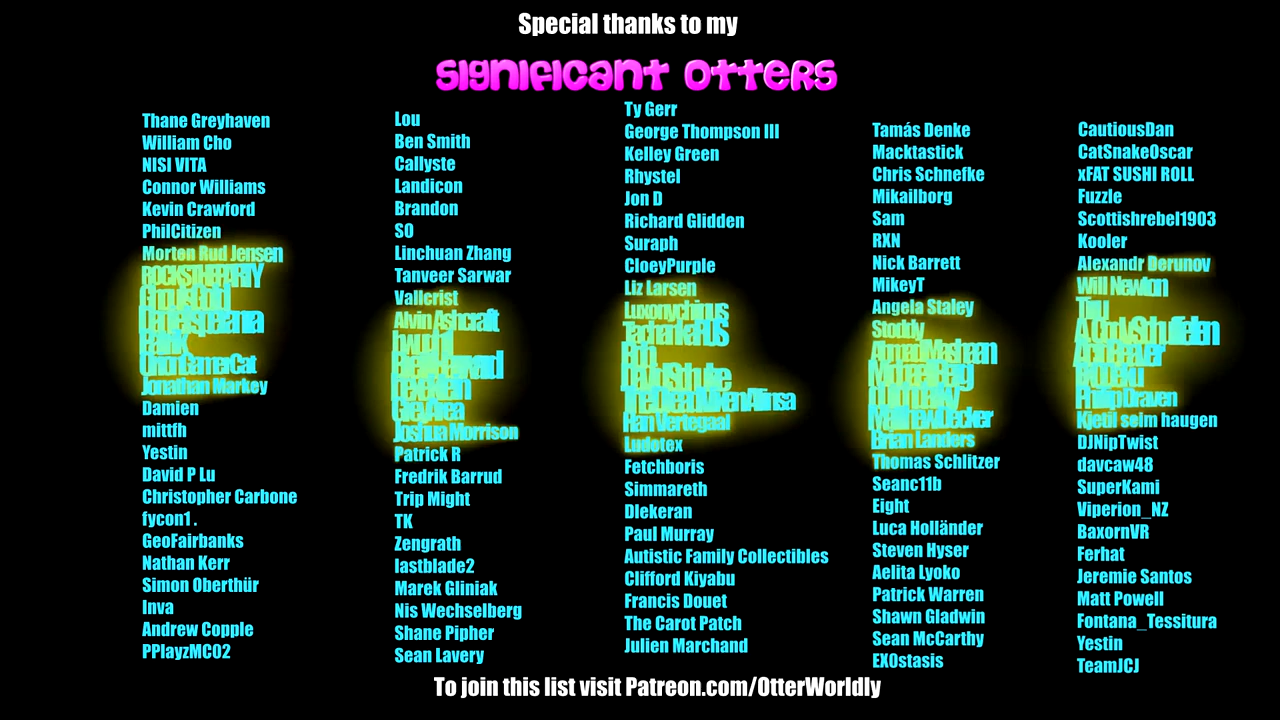 Special thanks to my
SIGNIFICANT OTTERS
Thane Greyhaven
William Cho
NISI VITA
Connor Williams
Kevin Crawford
PhilCitizen
Morten Rud Jensen
Jonathan Markey
Damien
mittfh
Yestin
David P Lu
Christopher Carbone
fycon1 .
GeoFairbanks
Nathan Kerr
Simon Oberthür
Inva
Andrew Copple
PPlayzMC02
Lou
Ben Smith
Callyste
Landicon
Brandon
SO
Linchuan Zhang
Tanveer Sarwar
Vallcrist
Alvin Ashcraft
Joshua Morrison
Patrick R
Fredrik Barrud
Trip Might
TK
Zengrath
lastblade2
Marek Gliniak
Nis Wechselberg
Shane Pipher
Sean Lavery
Ty Gerr
George Thompson III
Kelley Green
Rhystel
Jon D
Richard Glidden
Suraph
CloeyPurple
Liz Larsen
Luxonychinus
Ran Vertegaal
Ludotex
Fetchboris
Simmareth
Dlekeran
Paul Murray
Autistic Family Collectibles
Clifford Kiyabu
Francis Douet
The Carot Patch
Julien Marchand
Tamás Denke
Macktastick
Chris Schnefke
Mikailborg
Sam
RXN
Nick Barrett
MikeyT
Angela Staley
Matthew Decker
Brian Landers
Thomas Schlitzer
Seanc11b
Eight
Luca Holländer
Steven Hyser
Aelita Lyoko
Patrick Warren
Shawn Gladwin
Sean McCarthy
EXOstasis
CautiousDan
CatSnakeOscar
xFAT SUSHI ROLL
Fuzzle
Scottishrebel1903
Kooler
Alexandr Derunov
Will Newton
Philip Draven
Kjetil solm haugen
DJNipTwist
davcaw48
SuperKami
Viperion_NZ
BaxornVR
Ferhat
Jeremie Santos
Matt Powell
Fontana_Tessitura
Yestin
TeamJCJ
To join this list visit Patreon.com/OtterWorldly